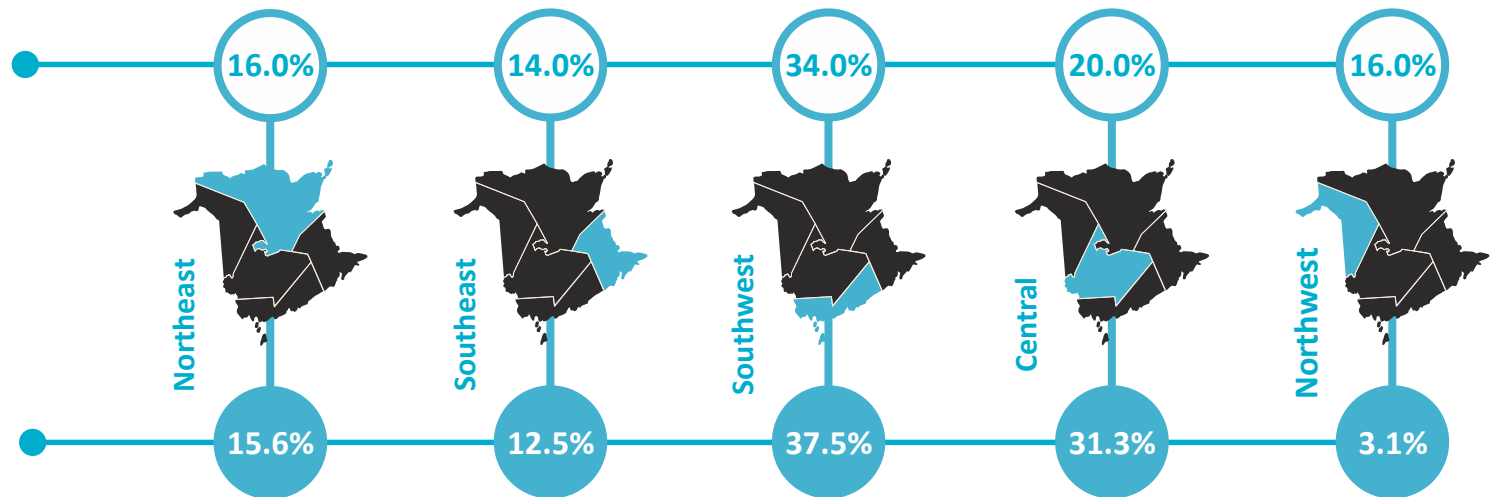 16.0%
14.0%
34.0%
20.0%
16.0%
Northeast
Southeast
Southwest
Central
Northwest
15.6%
12.5%
37.5%
31.3%
3.1%